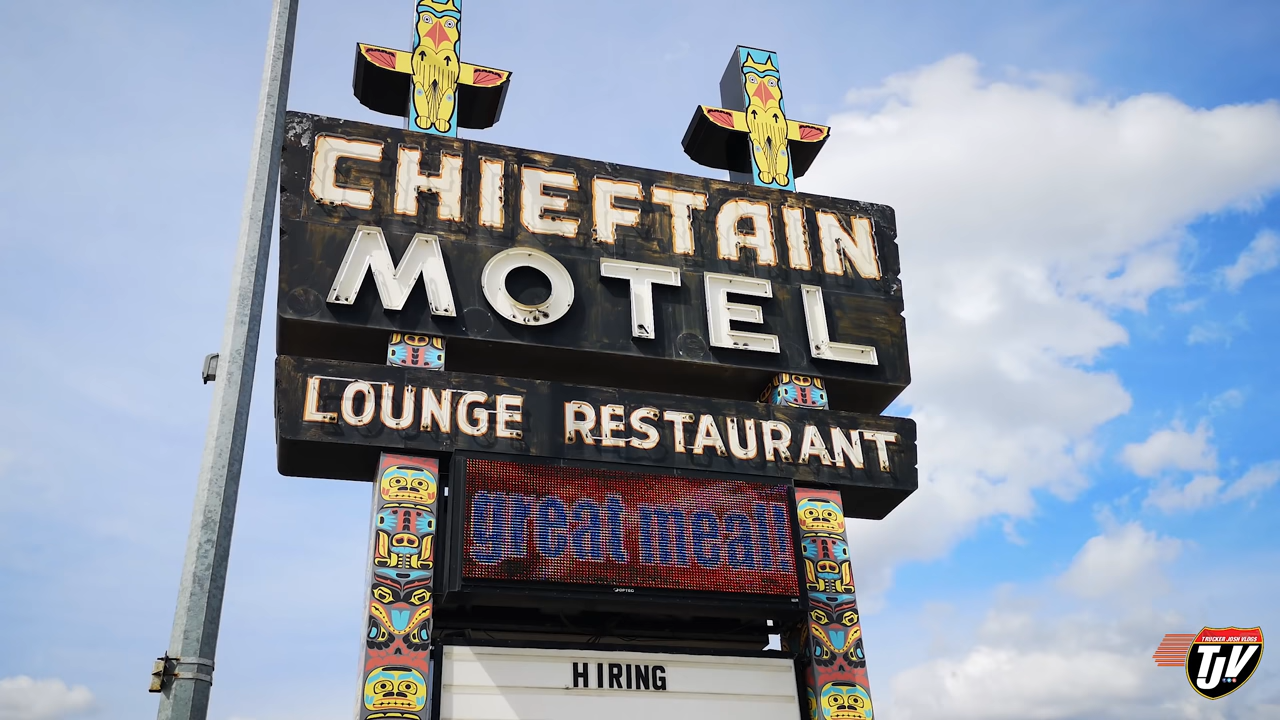 CHIEFTAIN
MOTEL
LOUNGE RESTAURANT
great meal!
HIRING
TRUCKER JOSH VLOGS
TJV